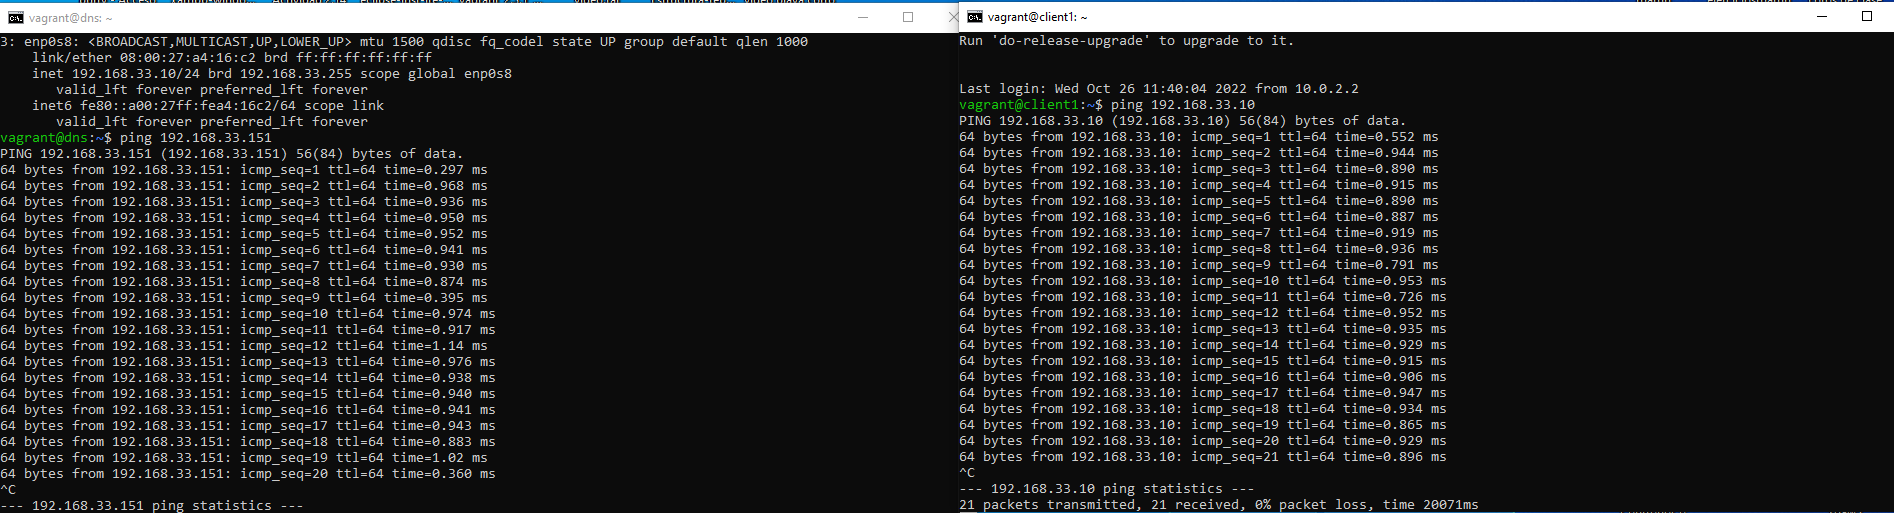 vagrant@dns: ~
3: enp0s8: <BROADCAST,MULTICAST,UP,LOWER_UP> mtu 1500 qdisc fq_codel state UP group default qlen 1000
link/ether 08:00:27:a4:16:c2 brd ff:ff:ff:ff:ff:ff
inet 192.168.33.10/24 brd 192.168.33.255 scope global enp0s8
valid_lft forever preferred_lft forever
inet6 fe80::a00:27ff:fea4:16c2/64 scope link
valid_lft forever preferred_lft forever
vagrant@dns:~$ ping 192.168.33.151
PING 192.168.33.151 (192.168.33.151) 56(84) bytes of data.
64 bytes from 192.168.33.151: icmp_seq=1 ttl=64 time=0.297 ms
64 bytes from 192.168.33.151: icmp_seq=2 ttl=64 time=0.968 ms
64 bytes from 192.168.33.151: icmp_seq=3 ttl=64 time=0.936 ms
64 bytes from 192.168.33.151: icmp_seq=4 ttl=64 time=0.950 ms
64 bytes from 192.168.33.151: icmp_seq=5 ttl=64 time=0.952 ms
64 bytes from 192.168.33.151: icmp_seq=6 ttl=64 time=0.941 ms
64 bytes from 192.168.33.151: icmp_seq=7 ttl=64 time=0.930 ms
64 bytes from 192.168.33.151: icmp_seq=8 ttl=64 time=0.874 ms
64 bytes from 192.168.33.151: icmp_seq=9 ttl=64 time=0.395 ms
64 bytes from 192.168.33.151: icmp_seq=10 ttl=64 time=0.974 ms
64 bytes from 192.168.33.151: icmp_seq=11 ttl=64 time=0.917 ms
64 bytes from 192.168.33.151: icmp_seq=12 ttl=64 time=1.14 ms
64 bytes from 192.168.33.151: icmp_seq=13 ttl=64 time=0.976 ms
64 bytes from 192.168.33.151: icmp_seq=14 ttl=64 time=0.938 ms
64 bytes from 192.168.33.151: icmp_seq=15 ttl=64 time=0.940 ms
64 bytes from 192.168.33.151: icmp_seq=16 ttl=64 time=0.941 ms
64 bytes from 192.168.33.151: icmp_seq=17 ttl=64 time=0.943 ms
64 bytes from 192.168.33.151: icmp_seq=18 ttl=64 time=0.883 ms
64 bytes from 192.168.33.151: icmp_seq=19 ttl=64 time=1.02 ms
64 bytes from 192.168.33.151: icmp_seq=20 ttl=64 time=0.360 ms
^C
--- 192.168.33.151 ping statistics ---
vagrant@client1: ~
Run 'do-release-upgrade' to upgrade to it.
Last login: Wed Oct 26 11:40:04 2022 from 10.0.2.2
vagrant@client1:~$ ping 192.168.33.10
PING 192.168.33.10 (192.168.33.10) 56(84) bytes of data.
64 bytes from 192.168.33.10: icmp_seq=1 ttl=64 time=0.552 ms
64 bytes from 192.168.33.10: icmp_seq=2 ttl=64 time=0.944 ms
64 bytes from 192.168.33.10: icmp_seq=3 ttl=64 time=0.890 ms
64 bytes from 192.168.33.10: icmp_seq=4 ttl=64 time=0.915 ms
64 bytes from 192.168.33.10: icmp_seq=5 ttl=64 time=0.890 ms
64 bytes from 192.168.33.10: icmp_seq=6 ttl=64 time=0.887 ms
64 bytes from 192.168.33.10: icmp_seq=7 ttl=64 time=0.919 ms
64 bytes from 192.168.33.10: icmp_seq=8 ttl=64 time=0.936 ms
64 bytes from 192.168.33.10: icmp_seq=9 ttl=64 time=0.791 ms
64 bytes from 192.168.33.10: icmp_seq=10 ttl=64 time=0.953 ms
64 bytes from 192.168.33.10: icmp_seq=11 ttl=64 time=0.726 ms
64 bytes from 192.168.33.10: icmp_seq=12 ttl=64 time=0.952 ms
64 bytes from 192.168.33.10: icmp_seq=13 ttl=64 time=0.935 ms
64 bytes from 192.168.33.10: icmp_seq=14 ttl=64 time=0.929 ms
64 bytes from 192.168.33.10: icmp_seq=15 ttl=64 time=0.915 ms
64 bytes from 192.168.33.10: icmp_seq=16 ttl=64 time=0.906 ms
64 bytes from 192.168.33.10: icmp_seq=17 ttl=64 time=0.947 ms
64 bytes from 192.168.33.10: icmp_seq=18 ttl=64 time=0.934 ms
64 bytes from 192.168.33.10: icmp_seq=19 ttl=64 time=0.865 ms
64 bytes from 192.168.33.10: icmp_seq=20 ttl=64 time=0.929 ms
64 bytes from 192.168.33.10: icmp_seq=21 ttl=64 time=0.896 ms
^C
--- 192.168.33.10 ping statistics ---
21 packets transmitted, 21 received, 0% packet loss, time 20071ms